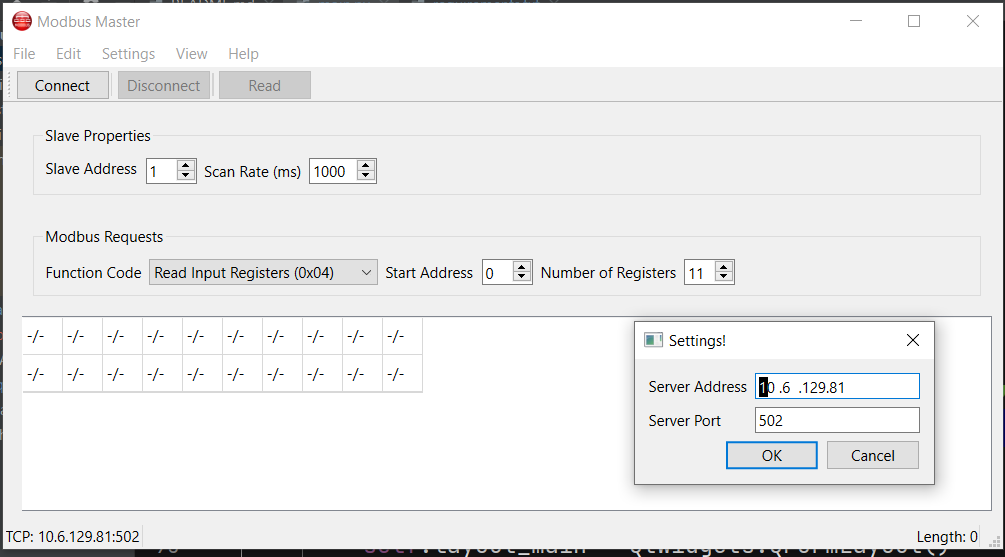 Modbus Master
File Edit Settings View Help
Connect Disconnect Read
Slave Properties
Slave Address 1 Scan Rate (ms) 1000
Modbus Requests
Function Code Read Input Registers (0x04) Start Address 0 Number of Registers 11
-/- -/- -/- -/- -/- -/- -/- -/- -/- -/-
-/- -/- -/- -/- -/- -/- -/- -/- -/- -/-
Settings!
Server Address 10 .6 .129.81
Server Port 502
OK Cancel
TCP: 10.6.129.81:502 Length: 0